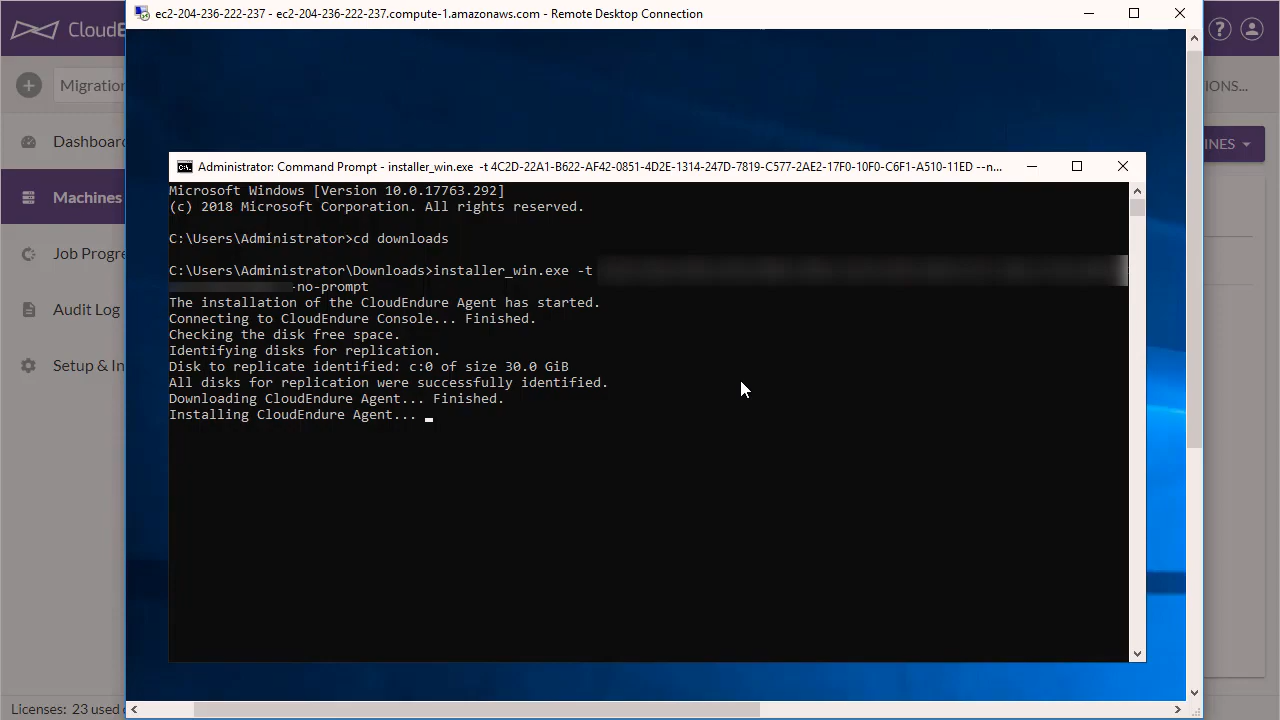 ec2-204-236-222-237 - ec2-204-236-222-237.compute-1.amazonaws.com - Remote Desktop Connection
CloudE
Migration
IONS...
Dashboard
INES
Machines
Job Progre
Audit Log
Setup & In
Administrator: Command Prompt - installer_win.exe -t 4C2D-22A1-B622-AF42-0851-4D2E-1314-247D-7819-C577-2AE2-17F0-10F0-C6F1-A510-11ED --n...
Microsoft Windows [Version 10.0.17763.292]
(c) 2018 Microsoft Corporation. All rights reserved.
C:\Users\Administrator>cd downloads
C:\Users\Administrator\Downloads>installer_win.exe -t
-no-prompt
The installation of the CloudEndure Agent has started.
Connecting to CloudEndure Console... Finished.
Checking the disk free space.
Identifying disks for replication.
Disk to replicate identified: c:0 of size 30.0 GiB
All disks for replication were successfully identified.
Downloading CloudEndure Agent... Finished.
Installing CloudEndure Agent...
Licenses: 23 used